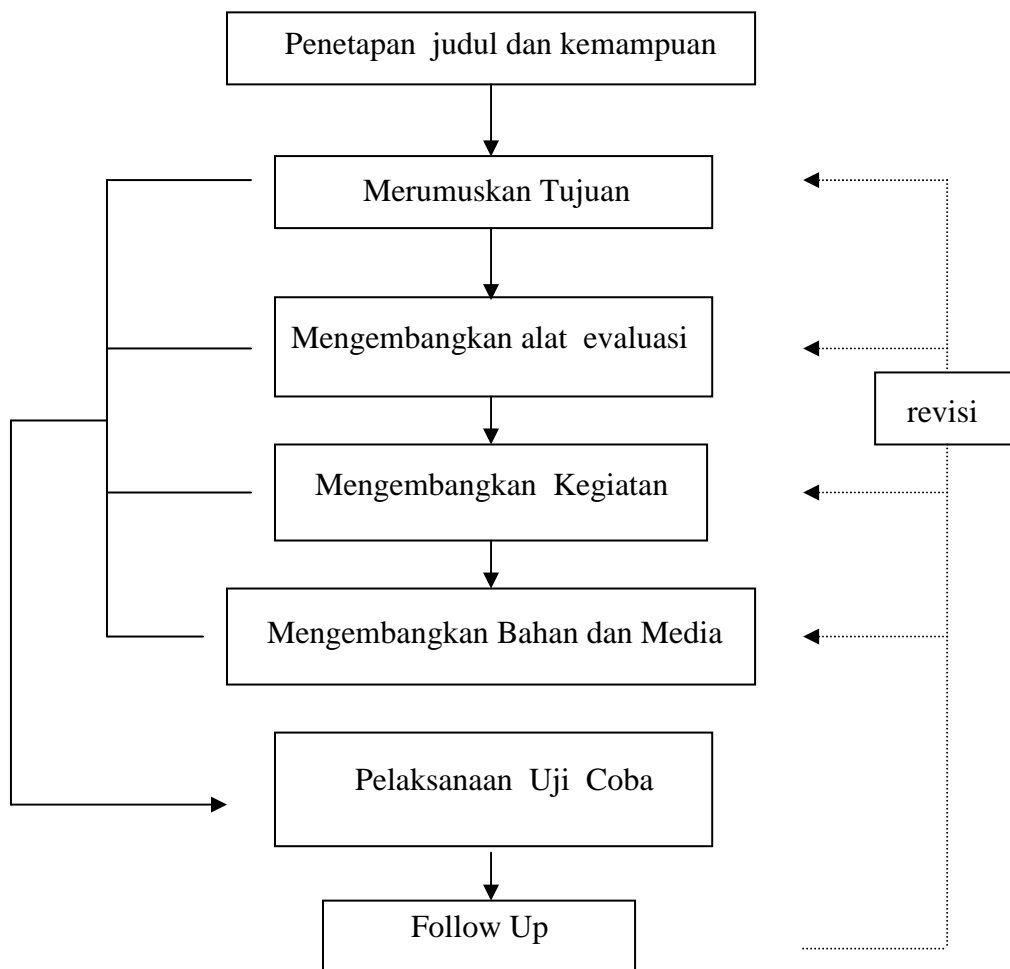 Penetapan judul dan kemampuan
Merumuskan Tujuan
Mengembangkan alat evaluasi
revisi
Mengembangkan Kegiatan
Mengembangkan Bahan dan Media
Pelaksanaan Uji Coba
Follow Up